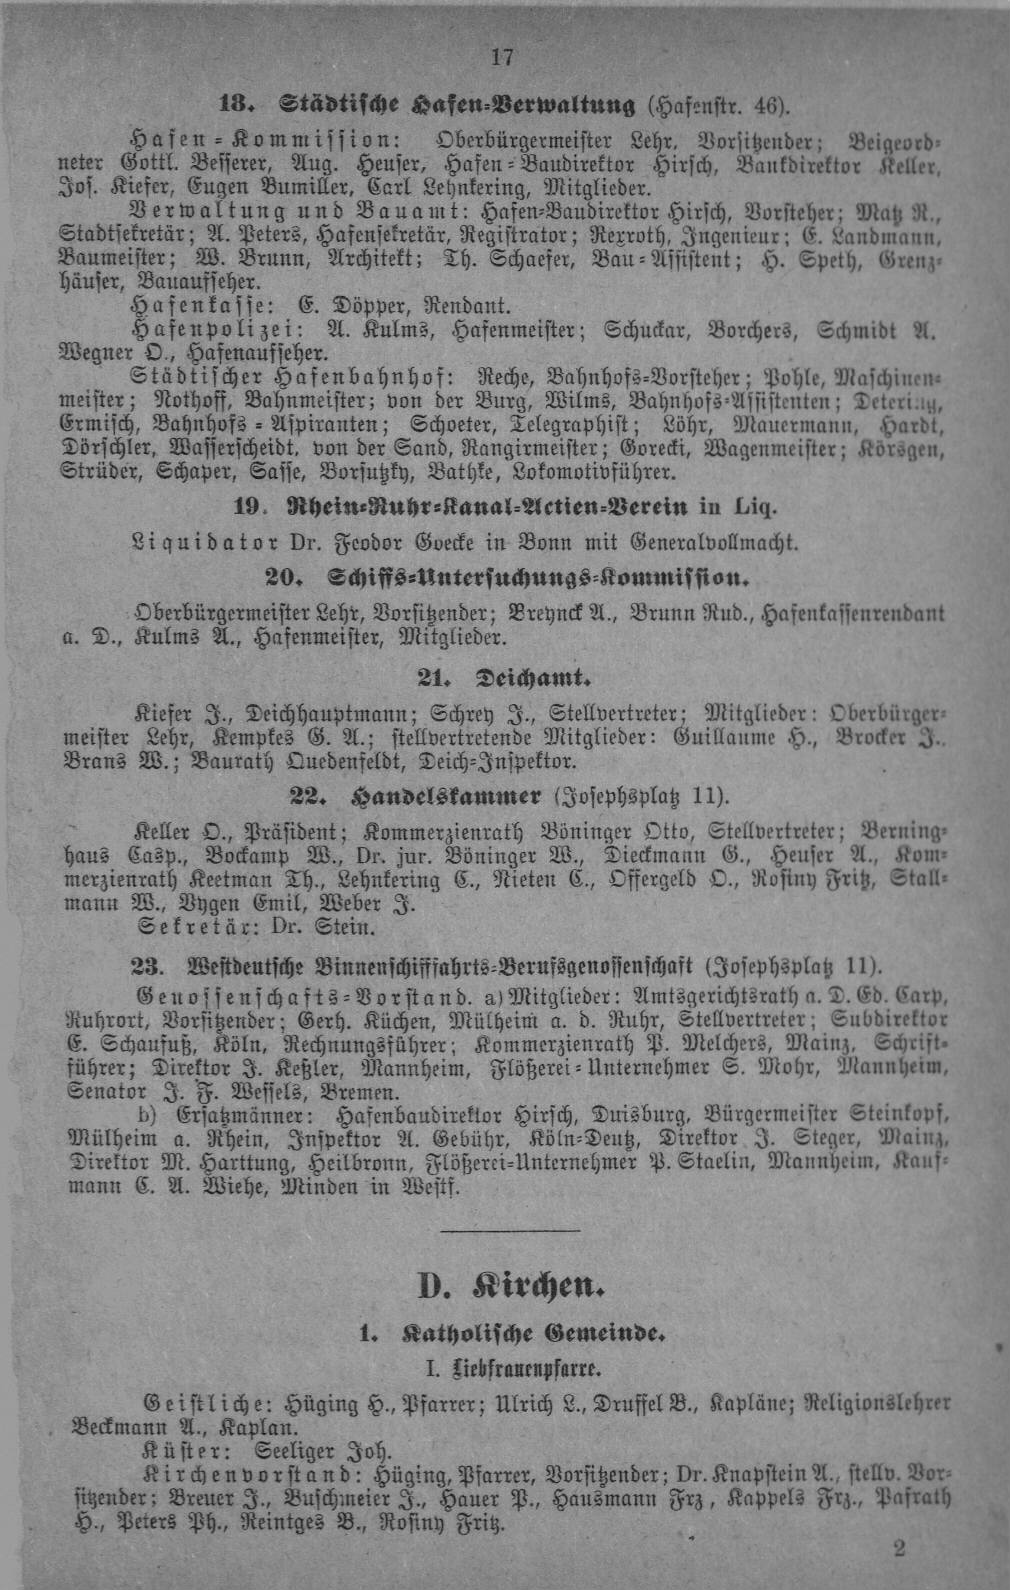 17
18. Städtische Hafen-Verwaltung (Hafenstr. 46).
Hafen-Kommission: Oberbürgermeister Lehr, Vorsitzender; Beigeord-
neter Gottl. Besserer, Aug. Heuser, Hafen-Baudirektor Hirsch, Bankdirektor Keller,
Jos. Kiefer, Eugen Bumiller, Carl Lehnkering, Mitglieder.
Verwaltung und Bauamt: Hafen-Baudirektor Hirsch, Vorsteher; Matz R.,
Stadtsekretär; A. Peters, Hafensekretär, Registrator; Rexroth, Ingenieur; E. Landmann,
Baumeister; W. Brunn, Architekt; Th. Schaefer, Bau-Assistent; H. Speth, Grenz-
häuser, Bauaufseher.
Hafenkasse: E. Döpper, Rendant.
Hafenpolizei: A. Kulms, Hafenmeister; Schuckar, Borchers, Schmidt A.
Wegner O., Hafenaufseher.
Städtischer Hafenbahnhof: Reche, Bahnhofs-Vorsteher; Pohle, Maschinen-
meister; Nothoff, Bahnmeister; von der Burg, Wilms, Bahnhofs-Assistenten; Detering,
Ermisch, Bahnhofs-Aspiranten; Schoeter, Telegraphist; Löhr, Mauermann, Hardt,
Dörschler, Wasserscheidt, von der Sand, Rangirmeister; Gorecki, Wagenmeister; Körsgen,
Strüder, Schaper, Sasse, Borsutzky, Bathke, Lokomotivführer.
19. Rhein-Ruhr-Kanal-Actien-Verein in Liq.
Liquidator Dr. Feodor Goecke in Bonn mit Generalvollmacht.
20. Schiffs-Untersuchungs-Kommission.
Oberbürgermeister Lehr, Vorsitzender; Breynck A., Brunn Rud., Hafenkassenrendant
a. D., Kulms A., Hafenmeister, Mitglieder.
21. Deichamt.
Kiefer J., Deichhauptmann; Schrey J., Stellvertreter; Mitglieder: Oberbürger-
meister Lehr, Kempkes G. A.; stellvertretende Mitglieder: Guillaume H., Brocker J.,
Brans W.; Baurath Quedenfeldt, Deich-Inspektor.
22. Handelskammer (Josephsplatz 11).
Keller O., Präsident; Kommerzienrath Böninger Otto, Stellvertreter; Berning-
haus Casp., Bockamp W., Dr. jur. Böninger W., Dieckmann G., Heuser A., Kom-
merzienrath Keetman Th., Lehnkering C., Nieten C., Offergeld O., Rosiny Fritz, Stall-
mann W., Vygen Emil, Weber J.
Sekretär: Dr. Stein.
23. Westdeutsche Binnenschifffahrts-Berufsgenossenschaft (Josephsplatz 11).
Genossenschafts-Vorstand. a) Mitglieder: Amtsgerichtsrath a. D. Ed. Carp,
Ruhrort, Vorsitzender; Gerh. Küchen, Mülheim a. d. Ruhr, Stellvertreter; Subdirektor
E. Schaufuß, Köln, Rechnungsführer; Kommerzienrath P. Melchers, Mainz, Schrift-
führer; Direktor J. Keßler, Mannheim, Flößerei-Unternehmer S. Mohr, Mannheim,
Senator J. F. Wessels, Bremen.
b) Ersatzmänner: Hafenbaudirektor Hirsch, Duisburg, Bürgermeister Steinkopf,
Mülheim a. Rhein, Inspektor A. Gebühr, Köln-Deutz, Direktor J. Steger, Mainz,
Direktor M. Harttung, Heilbronn, Flößerei-Unternehmer P. Staelin, Mannheim, Kauf-
mann C. A. Wiehe, Minden in Westf.
D. Kirchen.
1. Katholische Gemeinde.
I. Liebfrauenpfarre.
Geistliche: Hüging H., Pfarrer; Ulrich L., Druffel B., Kapläne; Religionslehrer
Beckmann A., Kaplan.
Küster: Seeliger Joh.
Kirchenvorstand: Hüging, Pfarrer, Vorsitzender; Dr. Knapstein A., stellv. Vor-
sitzender; Breuer J., Buschmeier J., Hauer P., Hausmann Frz, Kappels Frz., Pafrath
H., Peters Ph., Reintges B., Rosiny Fritz.
2